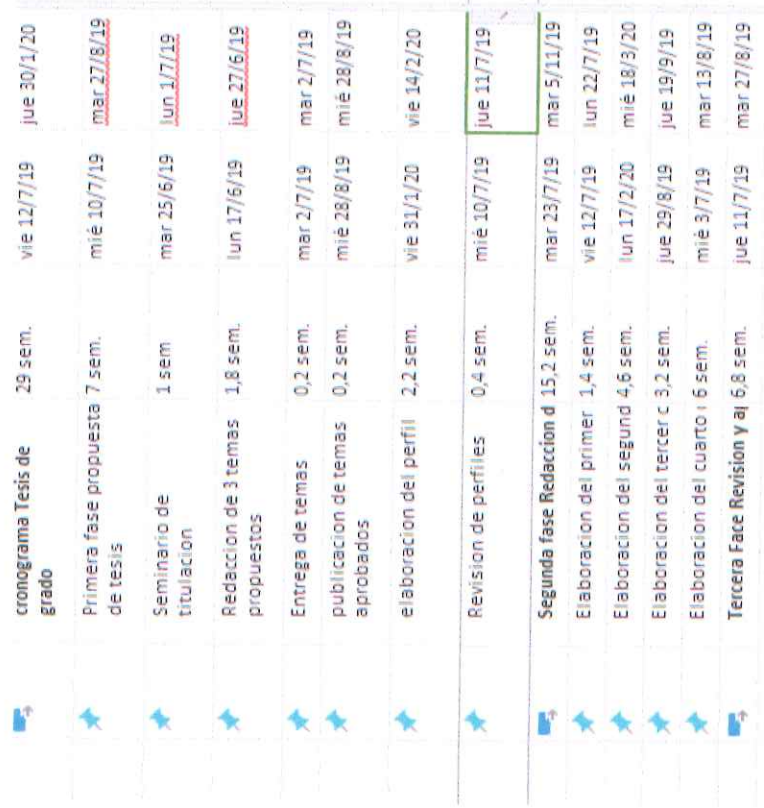 cronograma Tesis de grado 29 sem. vie 12/7/19 jue 30/1/20
Primera fase propuesta de tesis 7 sem. mié 10/7/19 mar 27/8/19
Seminario de titulacion 1 sem mar 25/6/19 lun 1/7/19
Redaccion de 3 temas propuestos 1,8 sem. lun 17/6/19 jue 27/6/19
Entrega de temas 0,2 sem. mar 2/7/19 mar 2/7/19
publicacion de temas aprobados 0,2 sem. mié 28/8/19 mié 28/8/19
elaboracion del perfil 2,2 sem. vie 31/1/20 vie 14/2/20
Revision de perfiles 0,4 sem. mié 10/7/19 jue 11/7/19
Segunda fase Redaccion d 15,2 sem. mar 23/7/19 mar 5/11/19
Elaboracion del primer 1,4 sem. vie 12/7/19 lun 22/7/19
Elaboracion del segund 4,6 sem. lun 17/2/20 mié 18/3/20
Elaboracion del tercer c 3,2 sem. jue 29/8/19 jue 19/9/19
Elaboracion del cuarto 6 sem. mié 3/7/19 mar 13/8/19
Tercera Face Revision y 6,8 sem. jue 11/7/19 mar 27/8/19